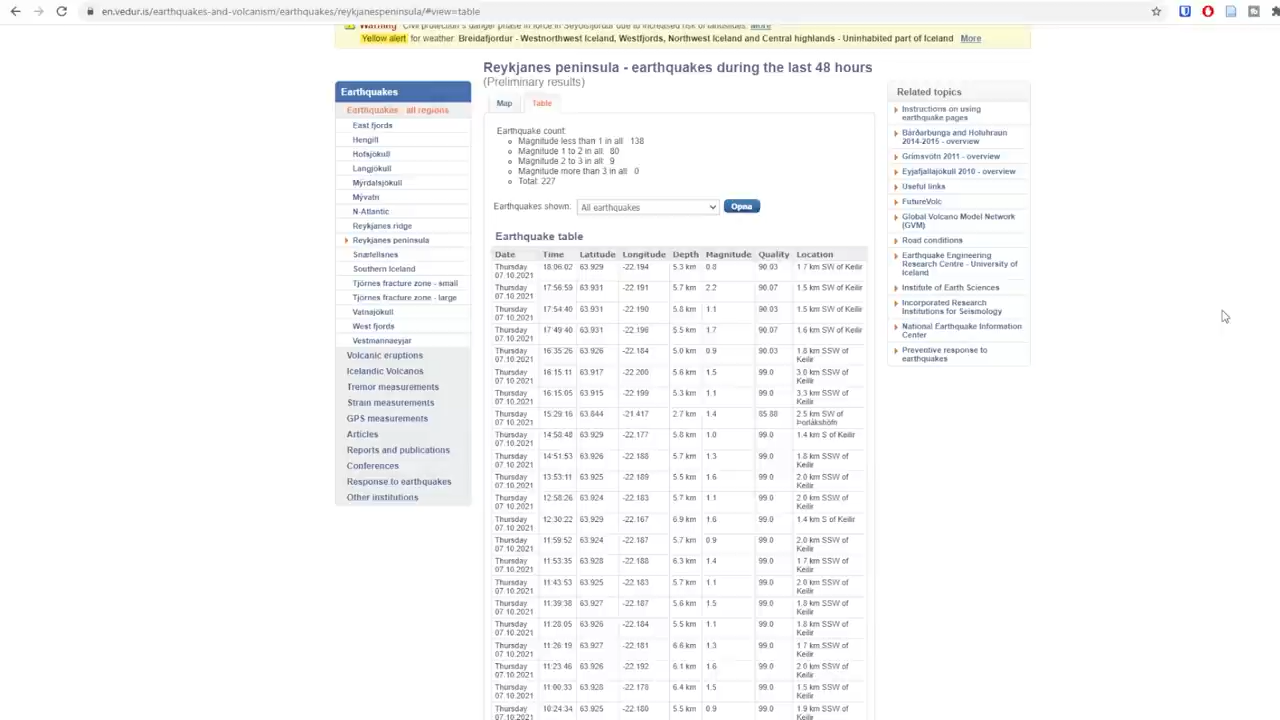 en.vedur.is/earthquakes-and-volcanism/earthquakes/reykjanespeninsula/#view=table
Warning Civil protection's danger phase in force in Seyðisfjörður due to increased risk of landslides. More
Yellow alert for weather: Breidafjordur - Westnorthwest Iceland, Westfjords, Northwest Iceland and Central highlands - Uninhabited part of Iceland More
Reykjanes peninsula - earthquakes during the last 48 hours
(Preliminary results)
Earthquakes
Earthquakes - all regions
East fjords
Hengill
Hofsjökull
Langjökull
Mýrdalsjökull
Mývatn
N-Atlantic
Reykjanes ridge
Reykjanes peninsula
Snæfellsnes
Southern Iceland
Tjörnes fracture zone - small
Tjörnes fracture zone - large
Vatnajökull
West fjords
Vestmannaeyjar
Volcanic eruptions
Icelandic Volcanos
Tremor measurements
Strain measurements
GPS measurements
Articles
Reports and publications
Conferences
Response to earthquakes
Other institutions
Map Table
Earthquake count:
Magnitude less than 1 in all: 138
Magnitude 1 to 2 in all: 80
Magnitude 2 to 3 in all: 9
Magnitude more than 3 in all: 0
Total: 227
Earthquakes shown: All earthquakes Opna
Earthquake table
Date Time Latitude Longitude Depth Magnitude Quality Location
Thursday 18:06:02 63.929 -22.194 5.3 km 0.8 90.03 1.7 km SW of Keilir
07.10.2021
Thursday 17:56:59 63.931 -22.191 5.7 km 2.2 90.07 1.5 km SW of Keilir
07.10.2021
Thursday 17:54:40 63.931 -22.190 5.8 km 1.1 90.03 1.5 km SW of Keilir
07.10.2021
Thursday 17:49:40 63.931 -22.196 5.5 km 1.7 90.07 1.6 km SW of Keilir
07.10.2021
Thursday 16:35:26 63.926 -22.184 5.0 km 0.9 90.03 1.8 km SSW of
07.10.2021 Keilir
Thursday 16:15:11 63.917 -22.200 5.6 km 1.5 99.0 3.0 km SSW of
07.10.2021 Keilir
Thursday 16:15:05 63.915 -22.199 5.3 km 1.1 99.0 3.3 km SSW of
07.10.2021 Keilir
Thursday 15:29:16 63.844 -21.417 2.7 km 1.4 85.88 2.5 km SW of
07.10.2021 Þorlákshöfn
Thursday 14:58:48 63.929 -22.177 5.8 km 1.0 99.0 1.4 km S of Keilir
07.10.2021
Thursday 14:51:53 63.926 -22.188 5.7 km 1.3 99.0 1.8 km SSW of
07.10.2021 Keilir
Thursday 13:53:11 63.925 -22.189 5.5 km 1.6 99.0 2.0 km SSW of
07.10.2021 Keilir
Thursday 12:58:26 63.924 -22.183 5.7 km 1.1 99.0 2.0 km SSW of
07.10.2021 Keilir
Thursday 12:30:22 63.929 -22.167 6.9 km 1.6 99.0 1.4 km S of Keilir
07.10.2021
Thursday 11:59:52 63.924 -22.187 5.7 km 0.9 99.0 2.0 km SSW of
07.10.2021 Keilir
Thursday 11:53:35 63.928 -22.188 6.3 km 1.4 99.0 1.7 km SSW of
07.10.2021 Keilir
Thursday 11:43:53 63.925 -22.183 5.7 km 1.1 99.0 2.0 km SSW of
07.10.2021 Keilir
Thursday 11:39:38 63.927 -22.187 5.6 km 1.5 99.0 1.8 km SSW of
07.10.2021 Keilir
Thursday 11:28:05 63.926 -22.184 5.5 km 1.1 99.0 1.8 km SSW of
07.10.2021 Keilir
Thursday 11:26:19 63.927 -22.181 6.6 km 1.3 99.0 1.7 km SSW of
07.10.2021 Keilir
Thursday 11:23:46 63.926 -22.192 6.1 km 1.6 99.0 2.0 km SSW of
07.10.2021 Keilir
Thursday 11:00:33 63.928 -22.178 6.4 km 1.5 99.0 1.5 km SSW of
07.10.2021 Keilir
Thursday 10:24:34 63.925 -22.180 5.5 km 0.9 99.0 1.9 km SSW of
Related topics
Instructions on using
earthquake pages
Bárðarbunga and Holuhraun
2014-2015 - overview
Grímsvötn 2011 - overview
Eyjafjallajökull 2010 - overview
Useful links
FutureVolc
Global Volcano Model Network
(GVM)
Road conditions
Earthquake Engineering
Research Centre - University of
Iceland
Institute of Earth Sciences
Incorporated Research
Institutions for Seismology
National Earthquake Information
Center
Preventive response to
earthquakes